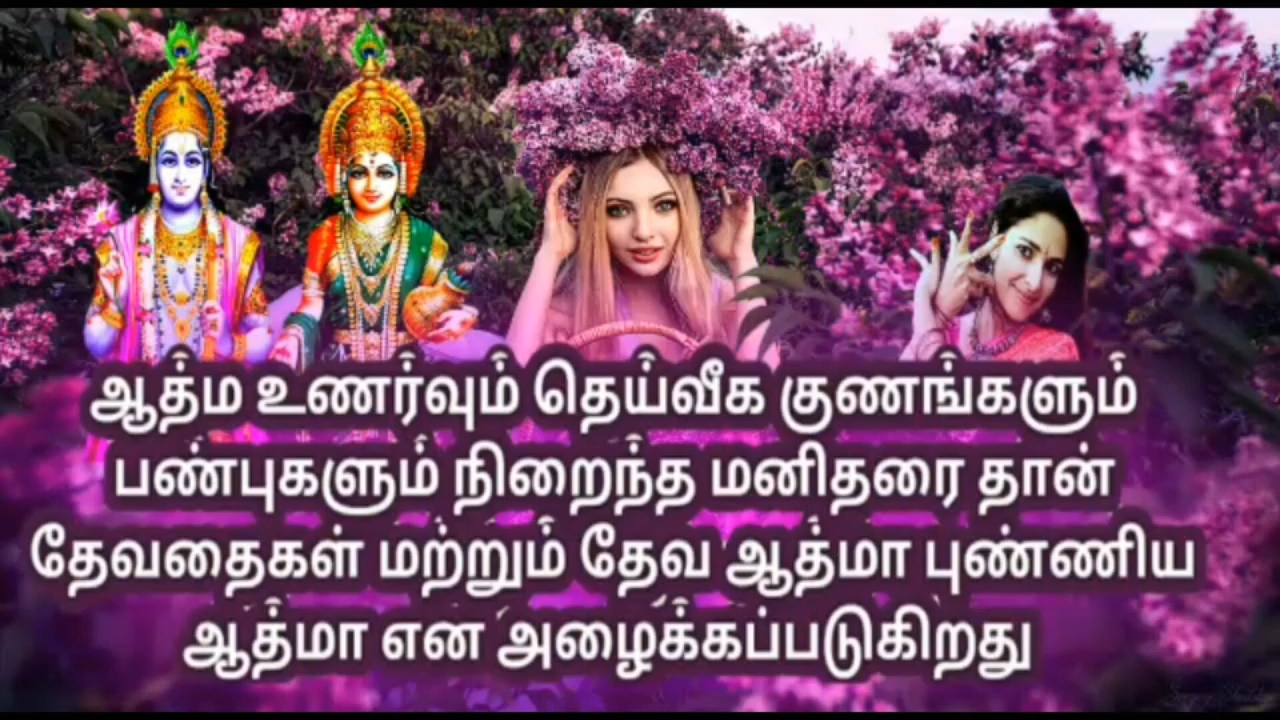 ஆத்ம உணர்வும் தெய்வீக குணங்களும்
பண்புகளும் நிறைந்த மனிதரை தான்
தேவதைகள் மற்றும் தேவ ஆத்மா புண்ணிய
ஆத்மா என அழைக்கப்படுகிறது